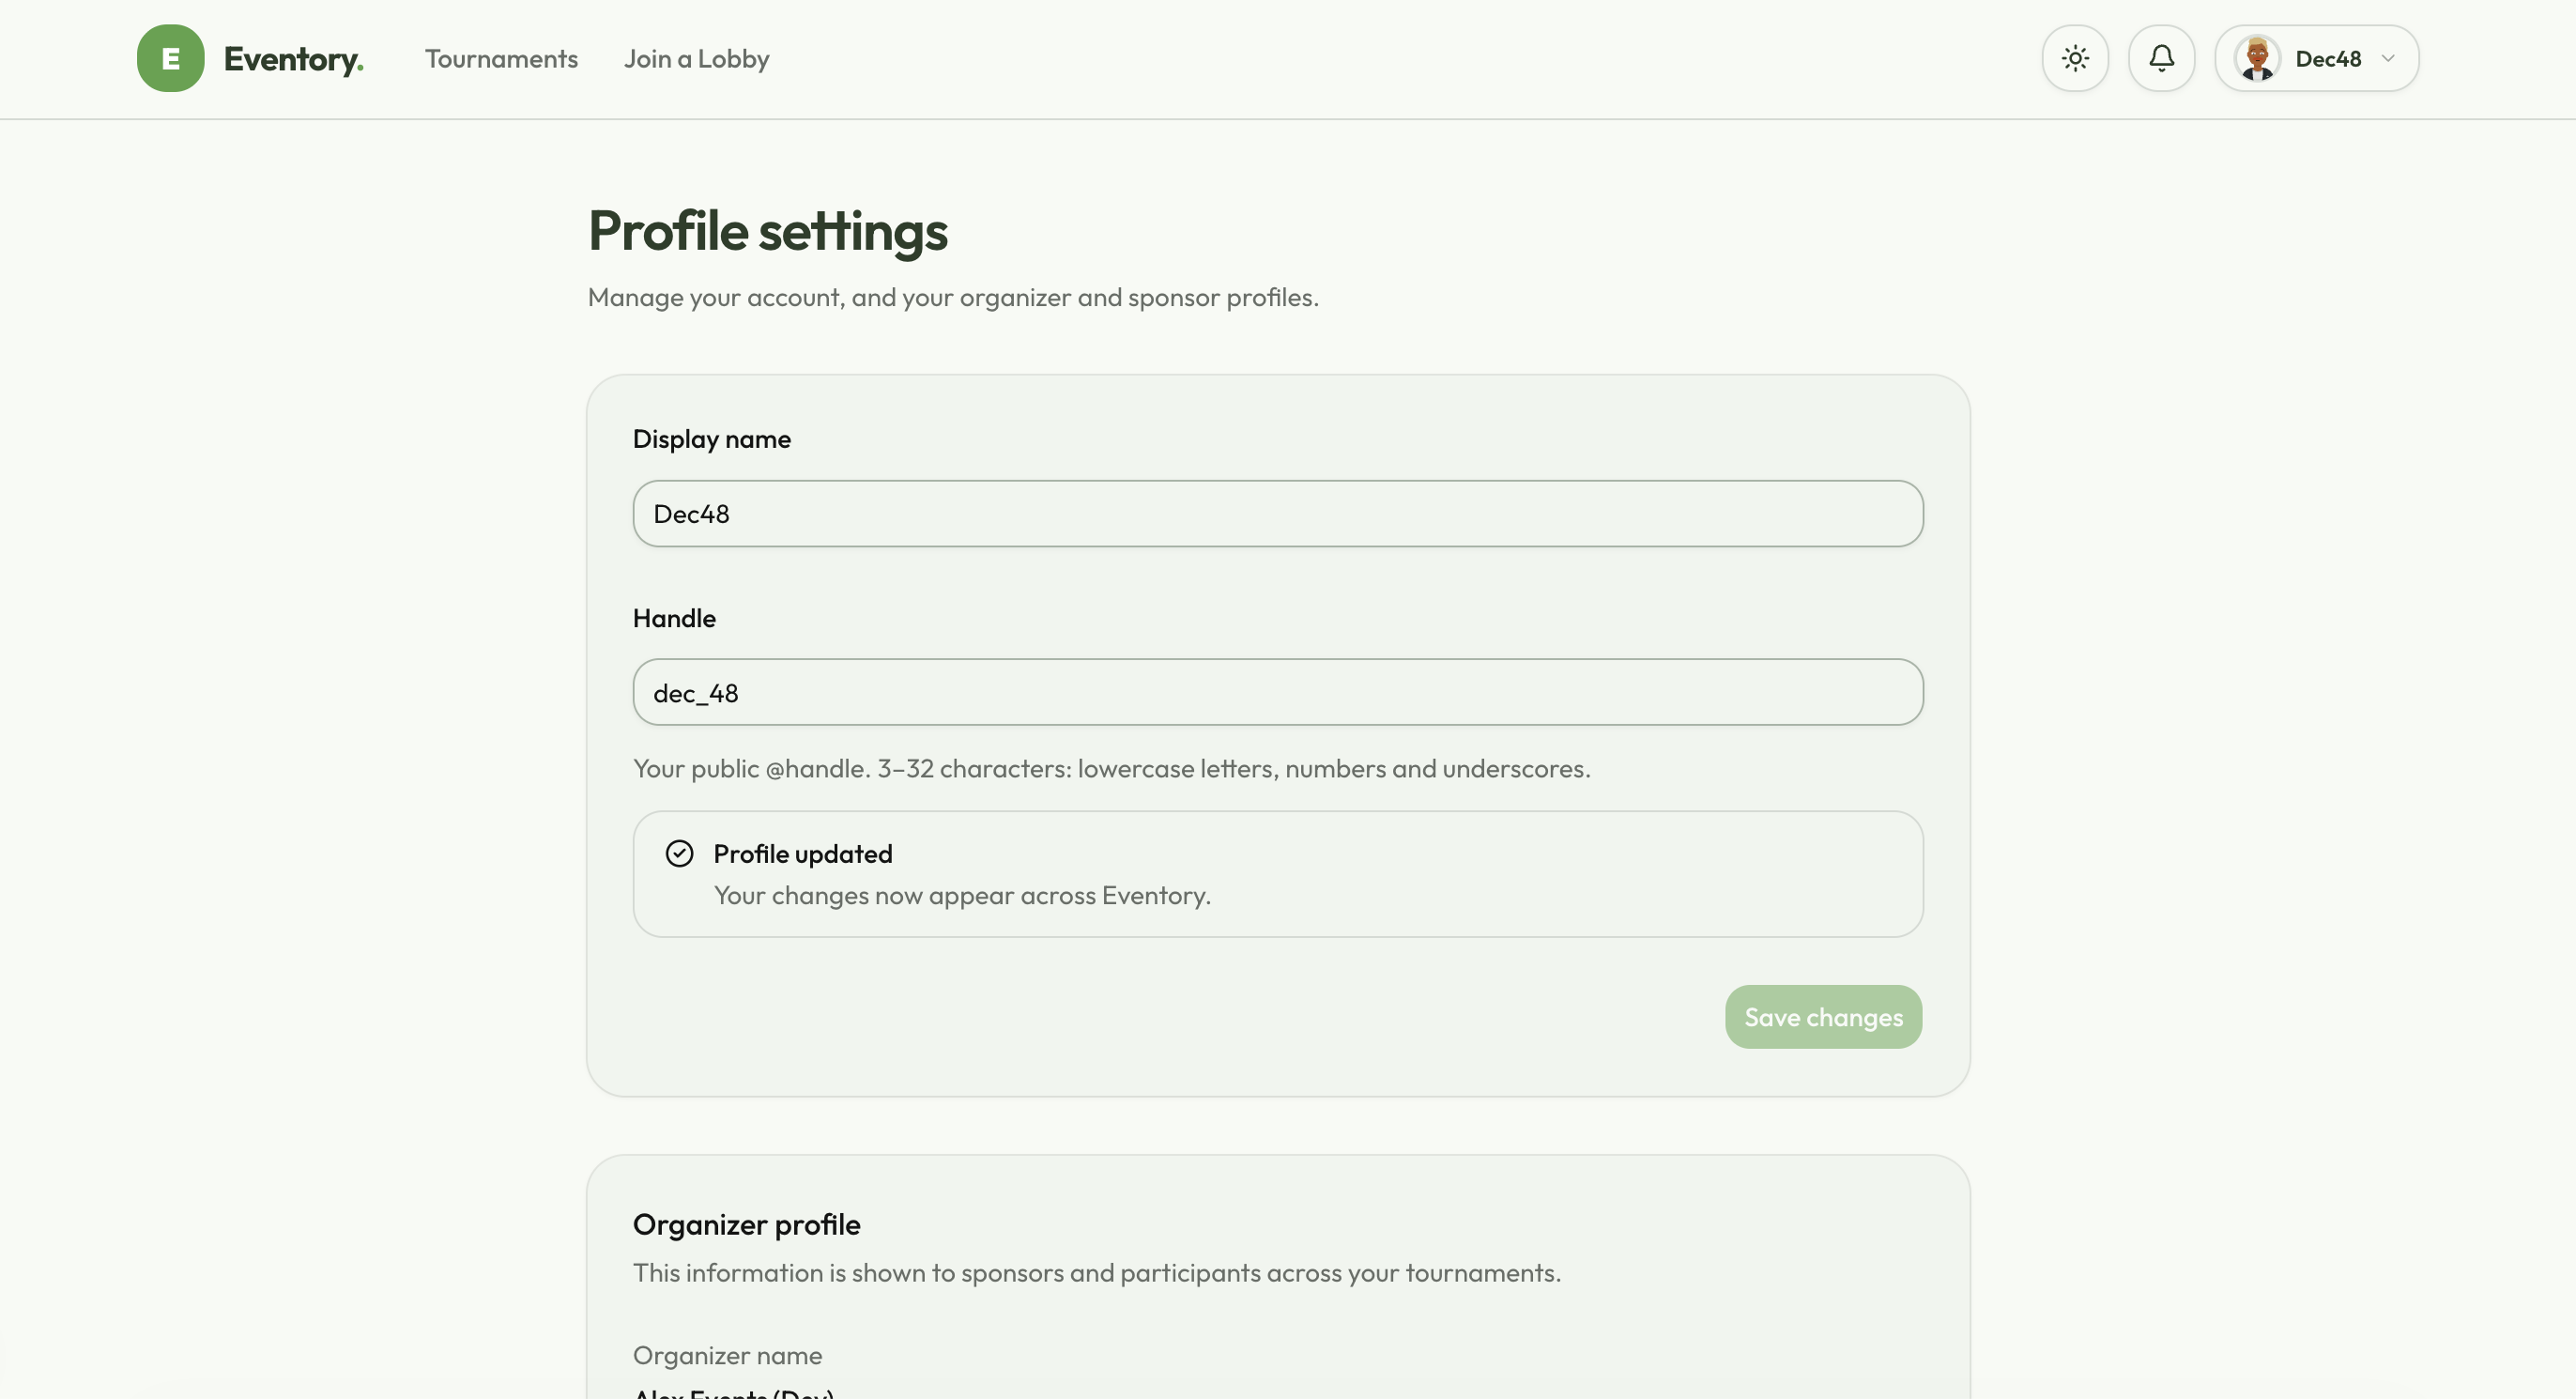 E
Eventory.
Tournaments
Join a Lobby
Dec48
Profile settings
Manage your account, and your organizer and sponsor profiles.
Display name
Dec48
Handle
dec_48
Your public @handle. 3–32 characters: lowercase letters, numbers and underscores.
Profile updated
Your changes now appear across Eventory.
Save changes
Organizer profile
This information is shown to sponsors and participants across your tournaments.
Organizer name
Alex Events (Dev)